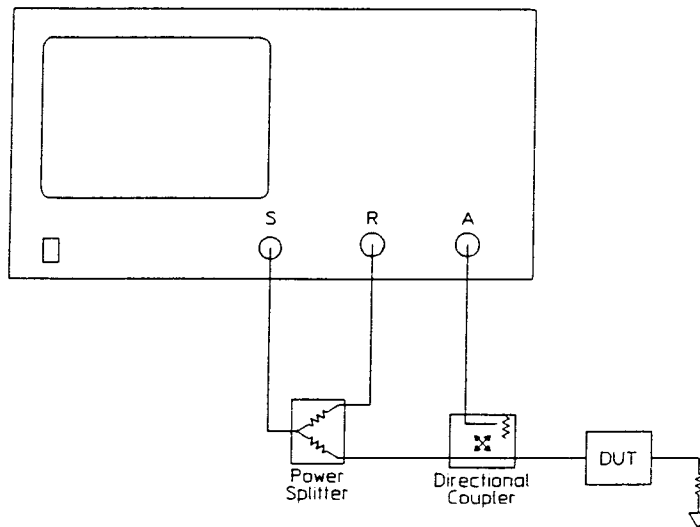 S
R
A
DUT
Power
Splitter
Directional
Coupler